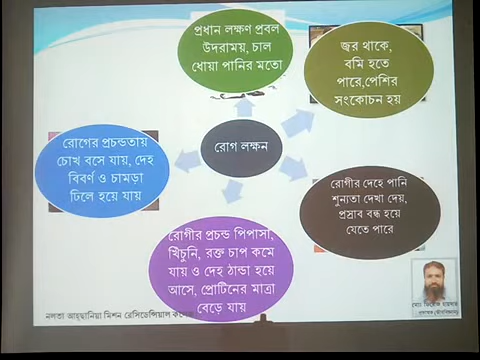 প্রধান লক্ষণ প্রবল
উদরাময়, চাল
ধোয়া পানির মতো
জ্বর থাকে,
বমি হতে
পারে,পেশির
সংকোচন হয়
রোগ লক্ষন
রোগের প্রচন্ডতায়
চোখ বসে যায়, দেহ
বিবর্ণ ও চামড়া
ঢিলে হয়ে যায়
রোগীর দেহে পানি
শুন্যতা দেখা দেয়,
প্রস্রাব বন্ধ হয়ে
যেতে পারে
রোগীর প্রচন্ড পিপাসা,
খিঁচুনি, রক্ত চাপ কমে
যায় ও দেহ ঠান্ডা হয়ে
আসে, প্রোটিনের মাত্রা
বেড়ে যায়
নলতা আহ্ছানিয়া মিশন রেসিডেন্সিয়াল কলেজ